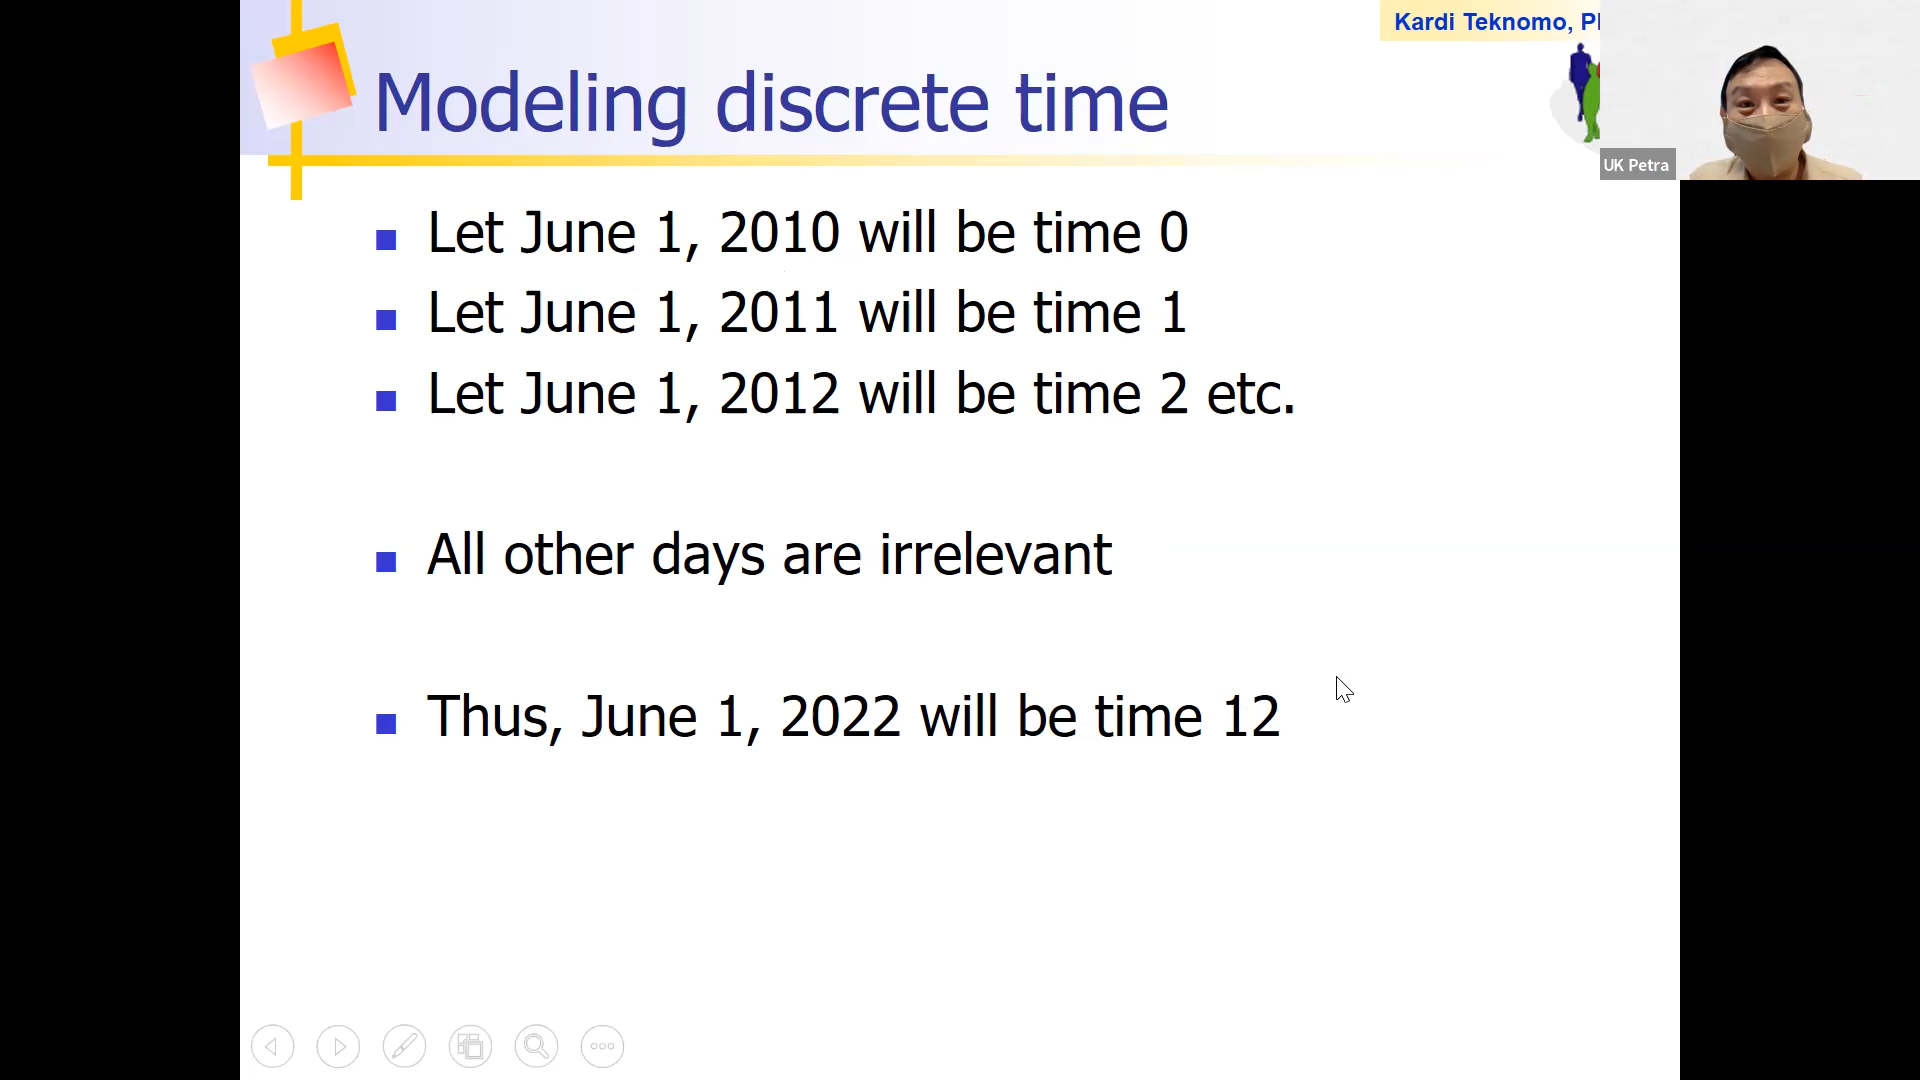 Kardi Teknomo, P
Modeling discrete time
UK Petra
Let June 1, 2010 will be time 0
Let June 1, 2011 will be time 1
Let June 1, 2012 will be time 2 etc.
All other days are irrelevant
Thus, June 1, 2022 will be time 12